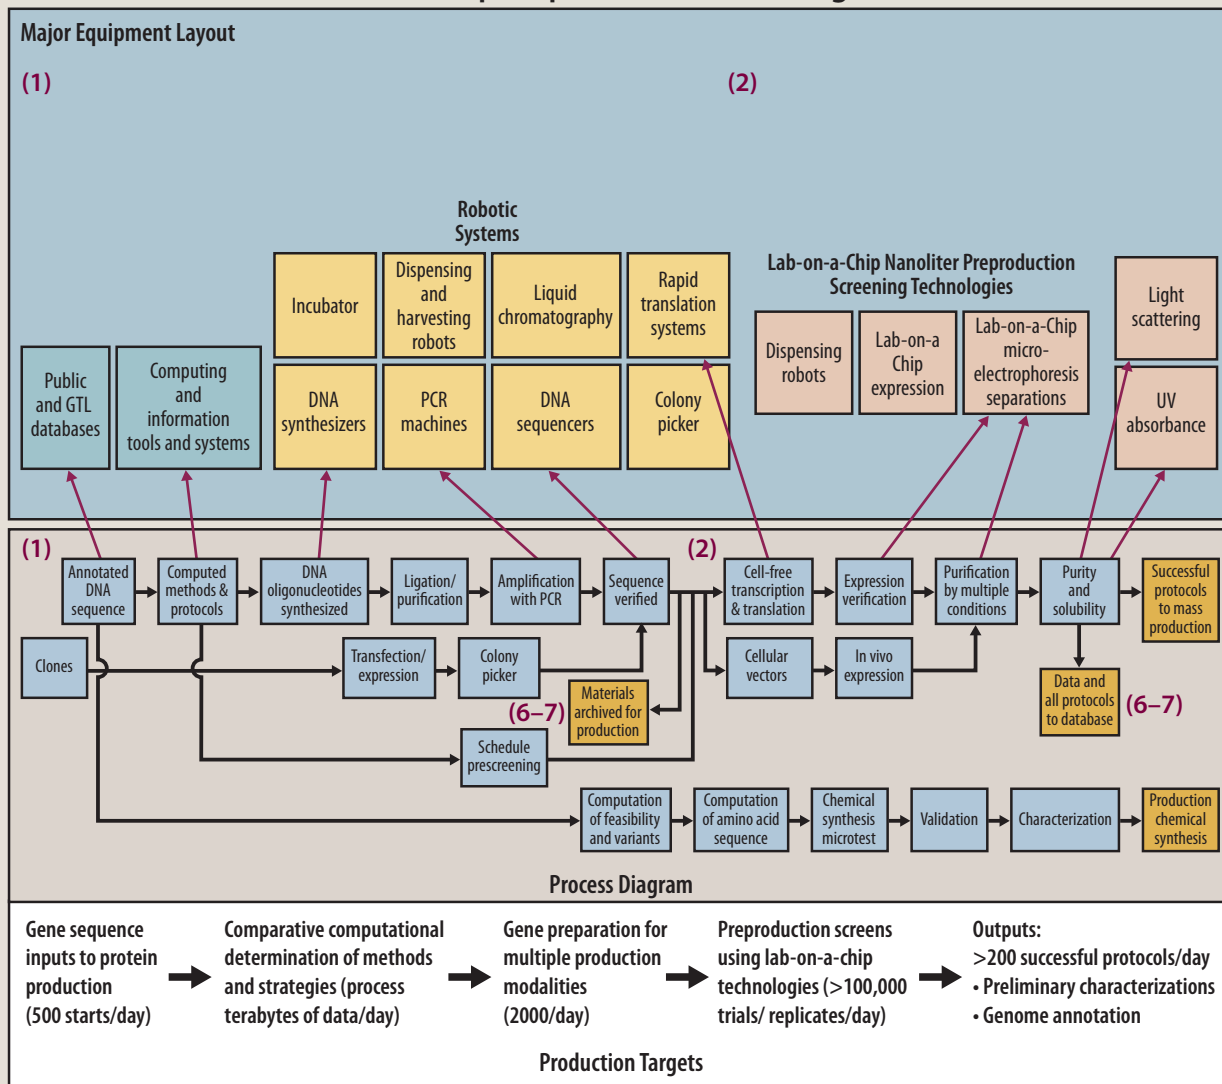 Major Equipment Layout
(1)
(2)
Robotic
Systems
Incubator
Dispensing
and
harvesting
robots
Liquid
chromatography
Rapid
translation
systems
Public
and GTL
databases
Computing
and
information
tools and systems
DNA
synthesizers
PCR
machines
DNA
sequencers
Colony
picker
Lab-on-a-Chip Nanoliter Preproduction
Screening Technologies
Dispensing
robots
Lab-on-a
Chip
expression
Lab-on-a-Chip
micro-
electrophoresis
separations
Light
scattering
UV
absorbance
(1)
(2)
Annotated
DNA
sequence
Computed
methods &
protocols
DNA
oligonucleotides
synthesized
Ligation/
purification
Amplification
with PCR
Sequence
verified
Cell-free
transcription
& translation
Expression
verification
Purification
by multiple
conditions
Purity
and
solubility
Successful
protocols
to mass
production
Clones
Transfection/
expression
Colony
picker
Cellular
vectors
In vivo
expression
(6–7)
Materials
archived for
production
Data and
all protocols
to database
(6–7)
Schedule
prescreening
Computation
of feasibility
and variants
Computation
of amino acid
sequence
Chemical
synthesis
microtest
Validation
Characterization
Production
chemical
synthesis
Process Diagram
Gene sequence
inputs to protein
production
(500 starts/day)
Comparative computational
determination of methods
and strategies (process
terabytes of data/day)
Gene preparation for
multiple production
modalities
(2000/day)
Preproduction screens
using lab-on-a-chip
technologies (>100,000
trials/ replicates/day)
Outputs:
>200 successful protocols/day
• Preliminary characterizations
• Genome annotation
Production Targets